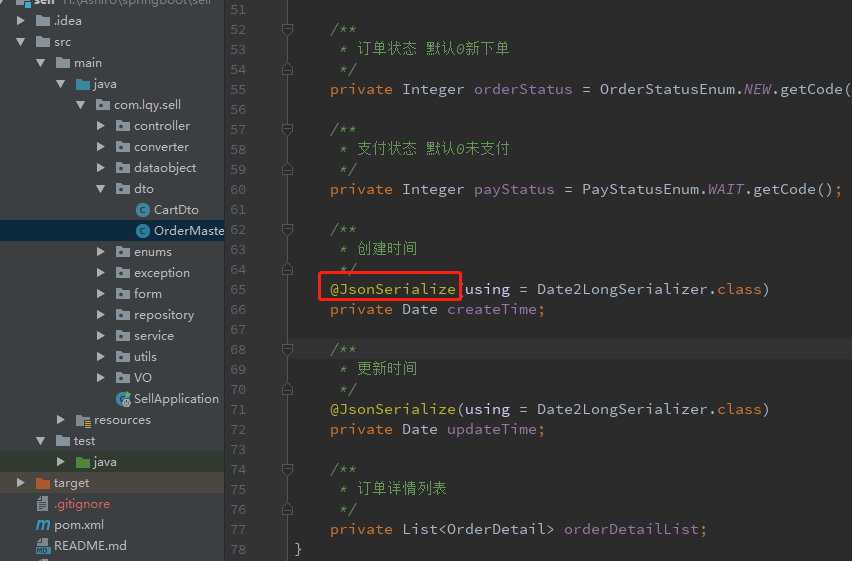 sell H:\Ashiro\springboot\sell
.idea
src
main
java
com.lqy.sell
controller
converter
dataobject
dto
CartDto
OrderMaste
enums
exception
form
repository
service
utils
VO
SellApplication
resources
test
java
target
.gitignore
pom.xml
README.md
51
52 /**
53 * 订单状态 默认0新下单
54 */
55 private Integer orderStatus = OrderStatusEnum.NEW.getCode(
56
57 /**
58 * 支付状态 默认0未支付
59 */
60 private Integer payStatus = PayStatusEnum.WAIT.getCode();
61
62 /**
63 * 创建时间
64 */
65 @JsonSerialize(using = Date2LongSerializer.class)
66 private Date createTime;
67
68 /**
69 * 更新时间
70 */
71 @JsonSerialize(using = Date2LongSerializer.class)
72 private Date updateTime;
73
74 /**
75 * 订单详情列表
76 */
77 private List<OrderDetail> orderDetailList;
78 }